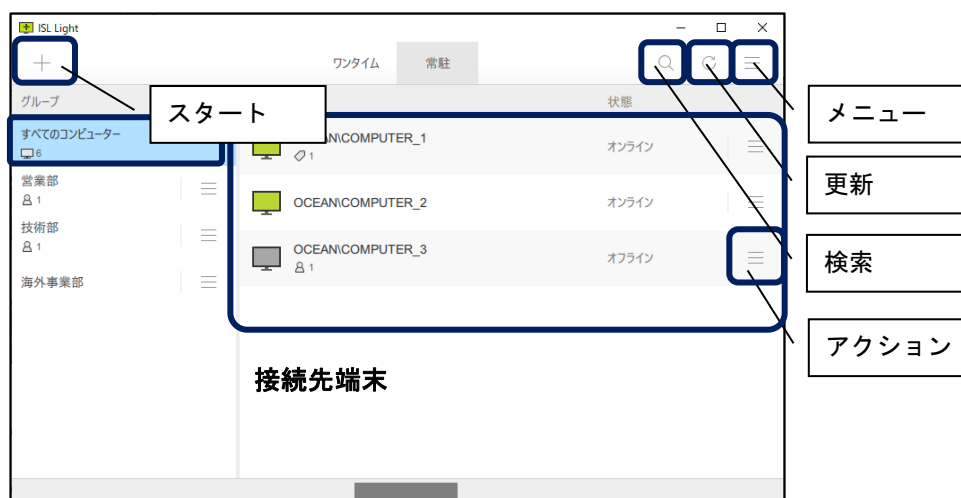 ISL Light
ワンタイム 常駐
グループ
状態
スタート
メニュー
更新
検索
アクション
すべてのコンピューター
6
営業部
1
技術部
1
海外事業部
AN\COMPUTER_1
1
オンライン
OCEAN\COMPUTER_2
オンライン
OCEAN\COMPUTER_3
1
オフライン
接続先端末